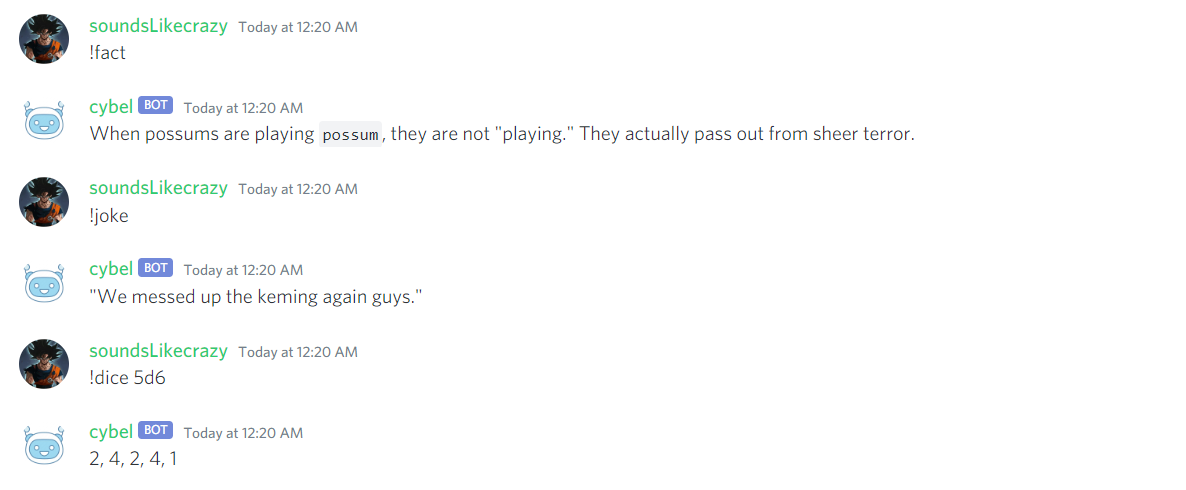 soundsLikecrazy Today at 12:20 AM
!fact
cybel BOT Today at 12:20 AM
When possums are playing possum, they are not "playing." They actually pass out from sheer terror.
soundsLikecrazy Today at 12:20 AM
!joke
cybel BOT Today at 12:20 AM
"We messed up the keming again guys."
soundsLikecrazy Today at 12:20 AM
!dice 5d6
cybel BOT Today at 12:20 AM
2, 4, 2, 4, 1